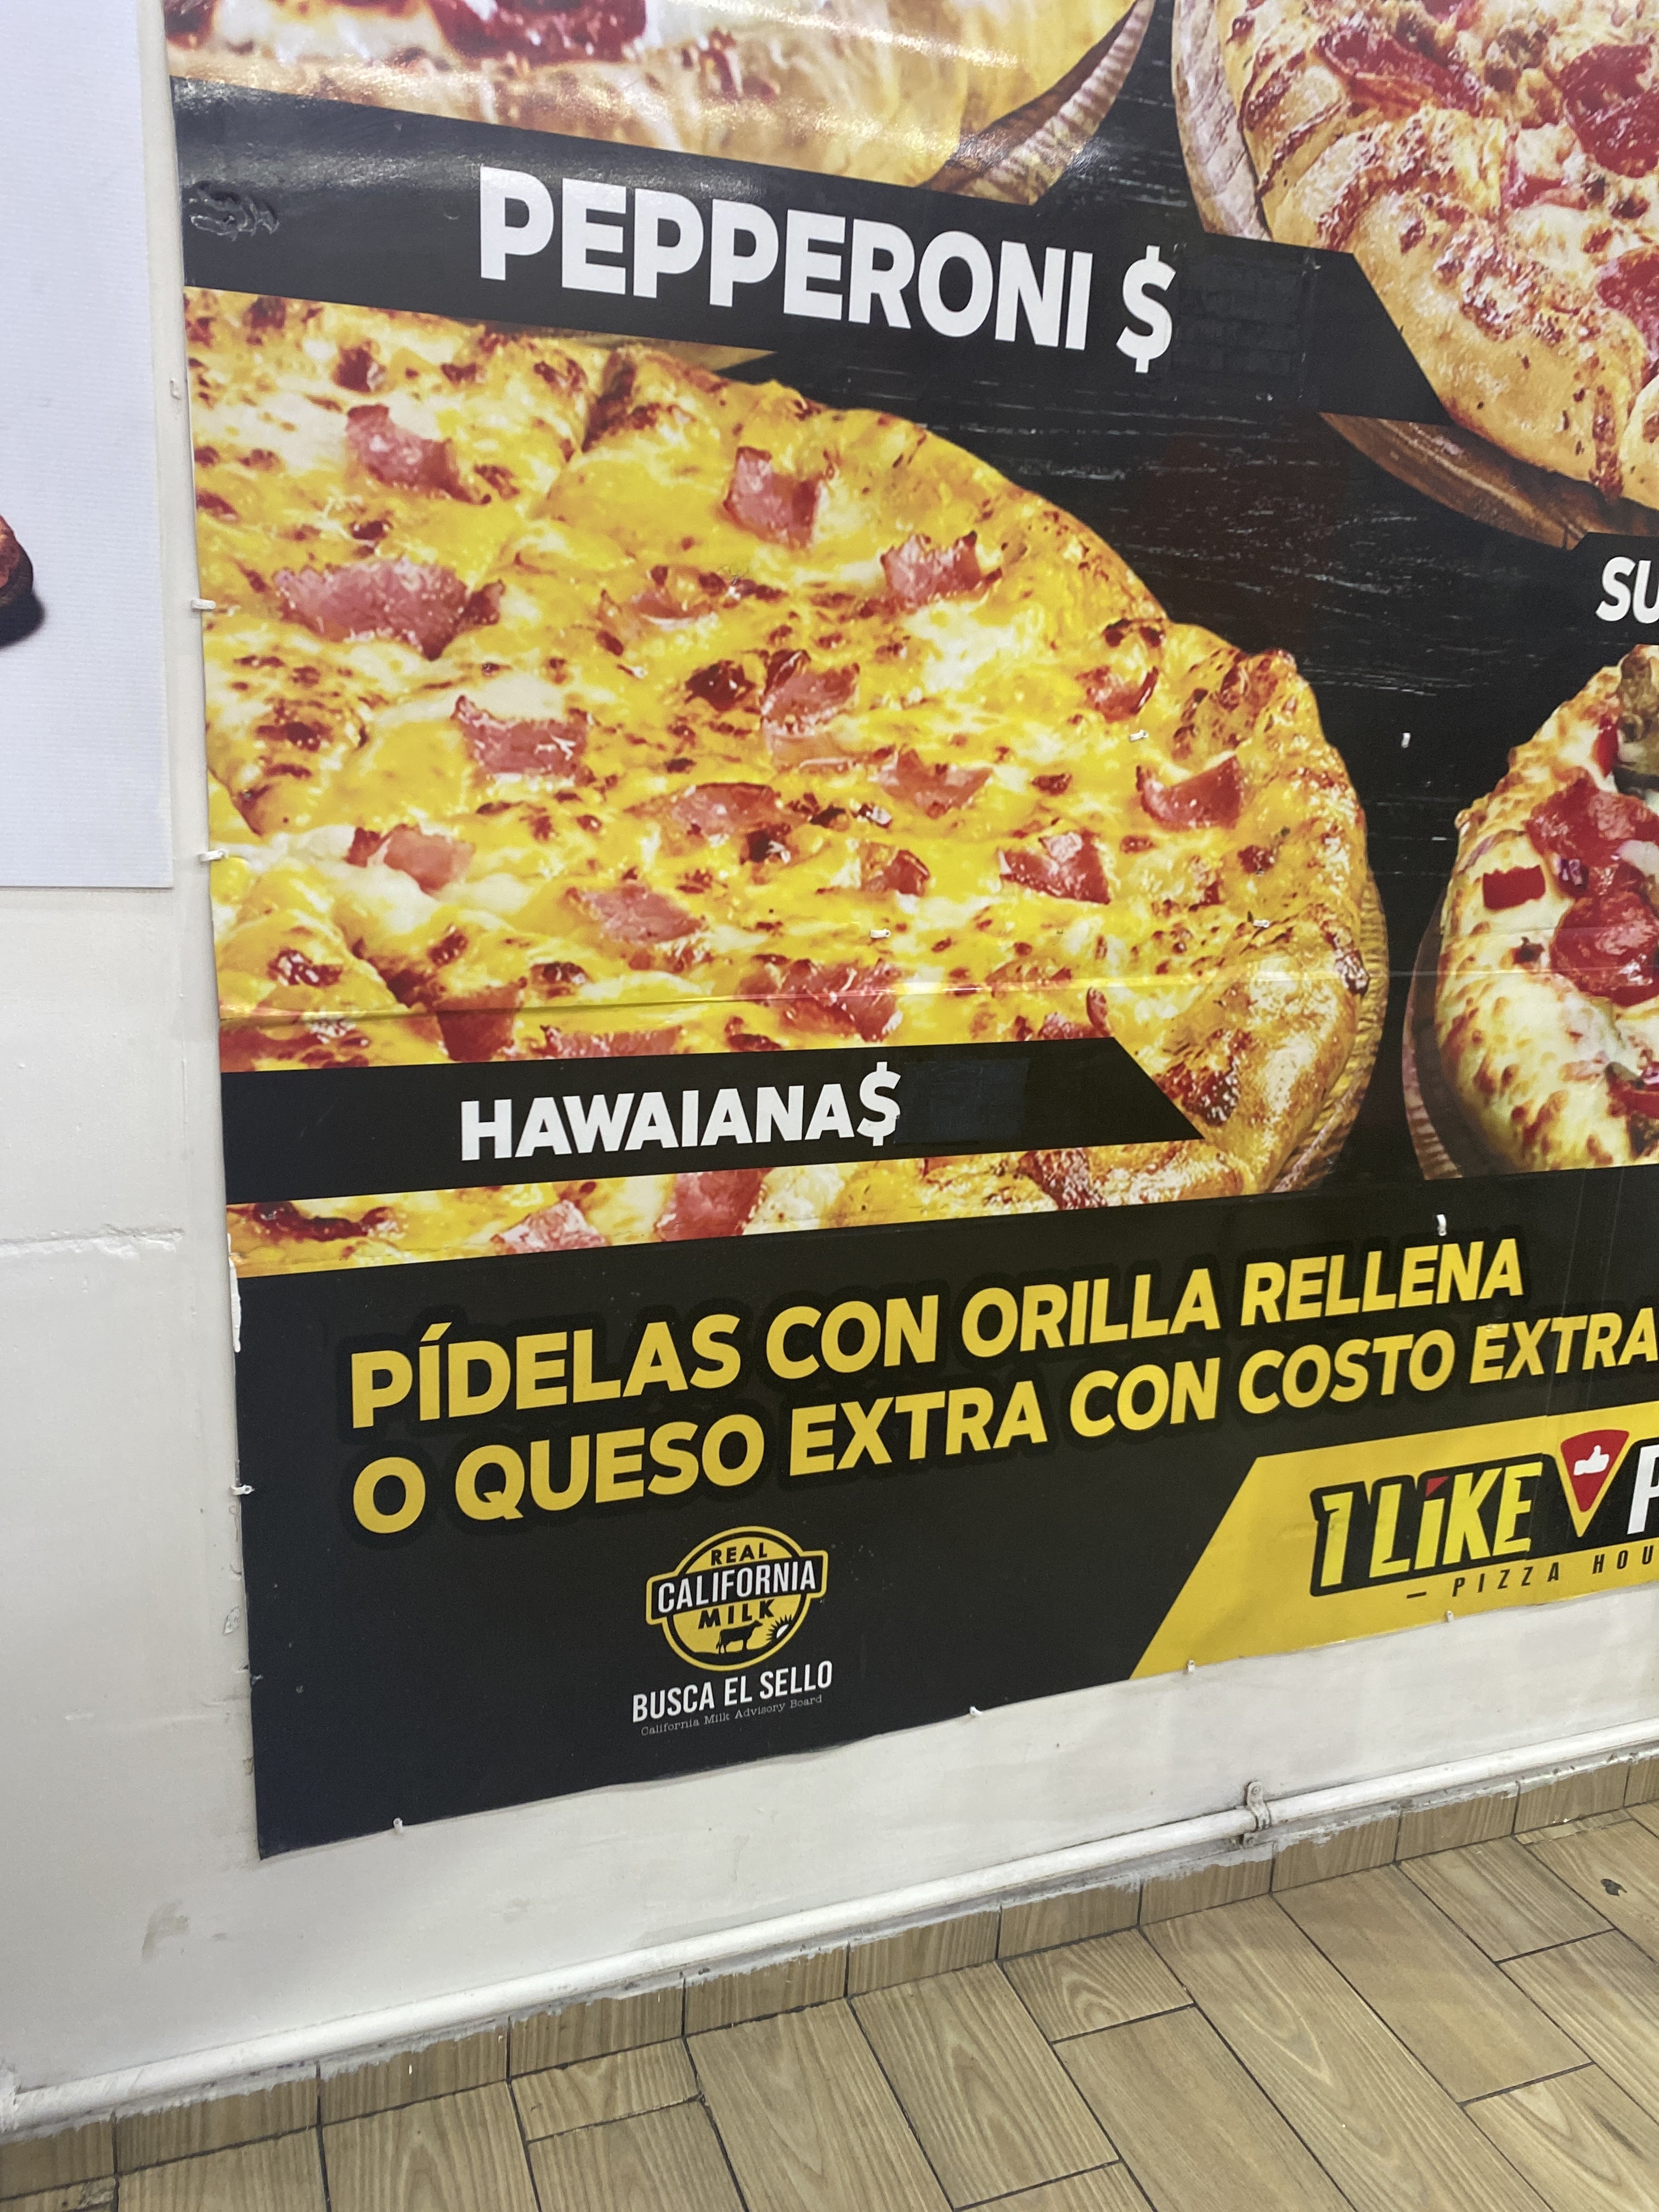 PEPPERONI $
SU
HAWAIANA$
PÍDELAS CON ORILLA RELLENA
O QUESO EXTRA CON COSTO EXTRA
1 LiKE P
PIZZA HOU
REAL
CALIFORNIA
MILK
BUSCA EL SELLO
California Milk Advisory Board